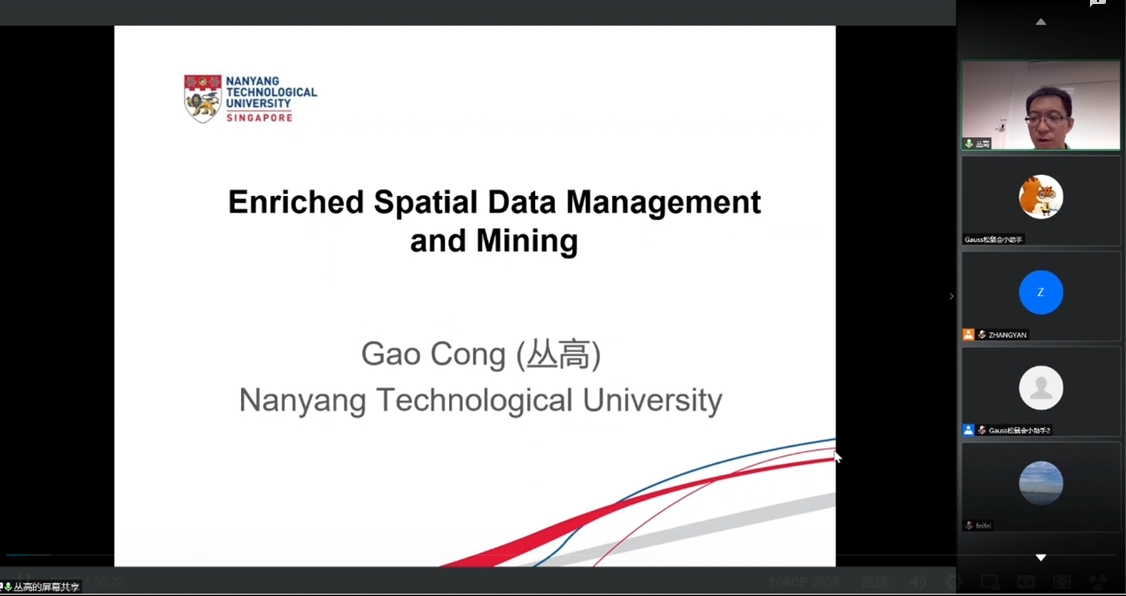 NANYANG
TECHNOLOGICAL
UNIVERSITY
SINGAPORE
Enriched Spatial Data Management
and Mining
Gao Cong (丛高)
Nanyang Technological University
丛高
Gauss松鼠会小助手
Z
ZHANGYAN
Gauss松鼠会小助手2
feifei
丛高的屏幕共享
1080P 高清
倍速